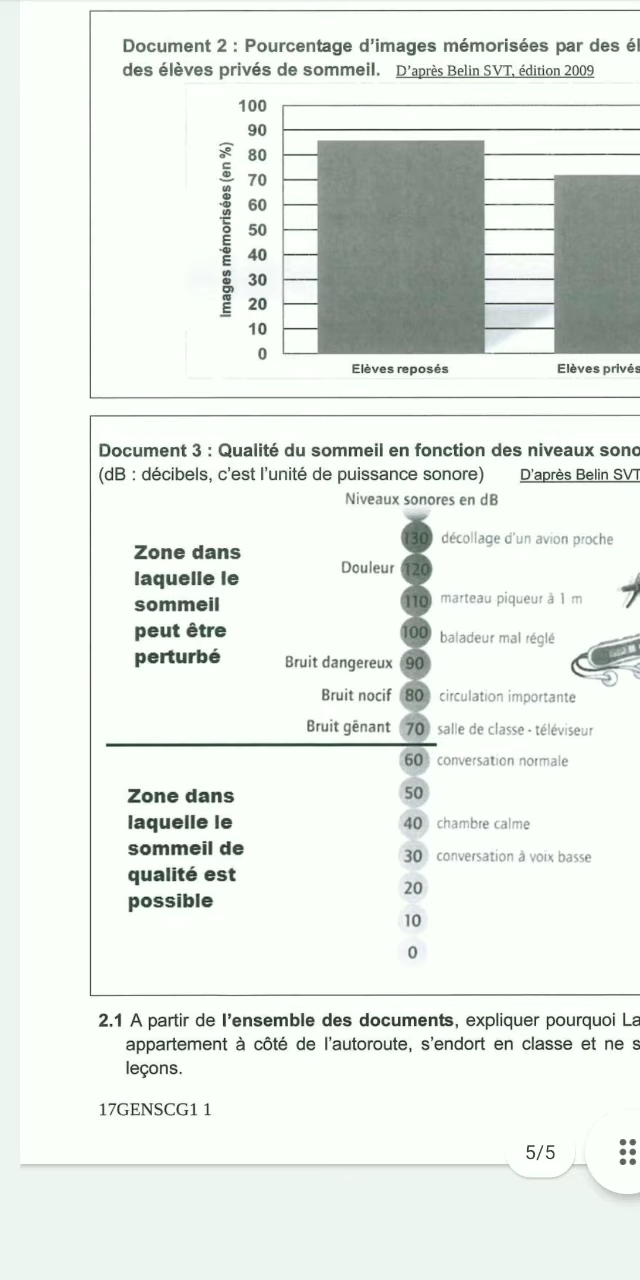 Document 2 : Pourcentage d'images mémorisées par des él
des élèves privés de sommeil. D'après Belin SVT, édition 2009
100
90
80
70
60
50
40
30
20
10
0
Images mémorisées (en %)
Elèves reposés
Elèves privés
Document 3 : Qualité du sommeil en fonction des niveaux sono
(dB : décibels, c'est l'unité de puissance sonore) D'après Belin SVT
Niveaux sonores en dB
130 décollage d'un avion proche
Douleur 120
110 marteau piqueur à 1 m
100 baladeur mal réglé
Bruit dangereux 90
Bruit nocif 80 circulation importante
Bruit gênant 70 salle de classe - téléviseur
60 conversation normale
50
40 chambre calme
30 conversation à voix basse
20
10
0
Zone dans
laquelle le
sommeil
peut être
perturbé
Zone dans
laquelle le
sommeil de
qualité est
possible
2.1 A partir de l'ensemble des documents, expliquer pourquoi La
appartement à côté de l'autoroute, s'endort en classe et ne s
leçons.
17GENSCG1 1
5/5